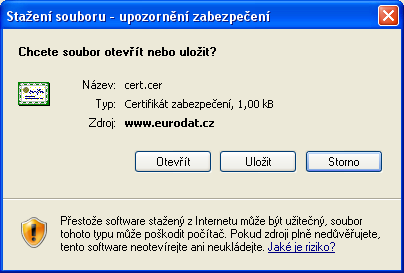 Stažení souboru - upozornění zabezpečení
Chcete soubor otevřít nebo uložit?
Název: cert.cer
Typ: Certifikát zabezpečení, 1,00 kB
Zdroj: www.eurodat.cz
Otevřít Uložit Storno
Přestože software stažený z Internetu může být užitečný, soubor
tohoto typu může poškodit počítač. Pokud zdroji plně nedůvěřujete,
tento software neotevírejte ani neukládejte. Jaké je riziko?